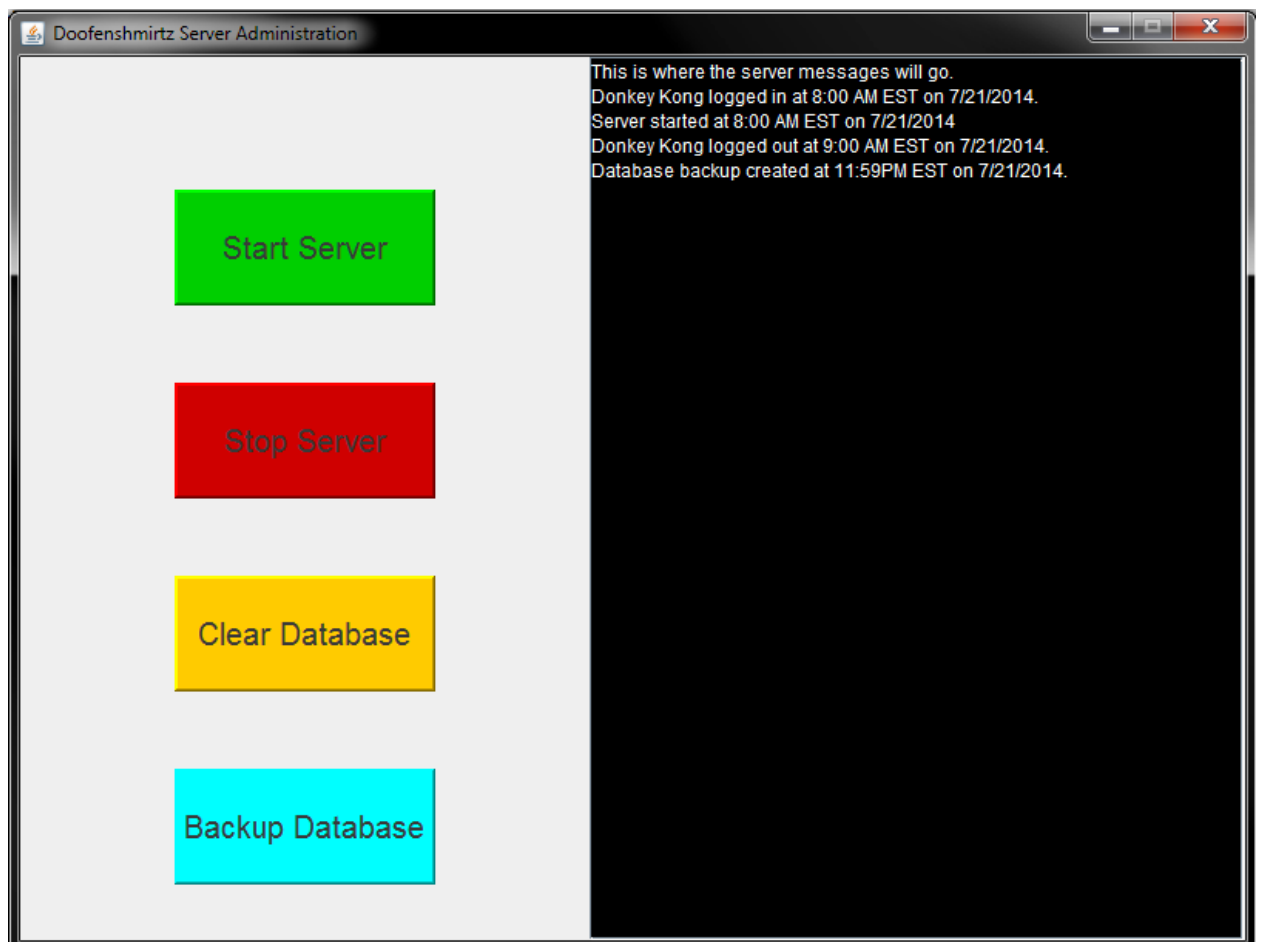 Doofenshmirtz Server Administration
Start Server
Stop Server
Clear Database
Backup Database
This is where the server messages will go.
Donkey Kong logged in at 8:00 AM EST on 7/21/2014.
Server started at 8:00 AM EST on 7/21/2014
Donkey Kong logged out at 9:00 AM EST on 7/21/2014.
Database backup created at 11:59PM EST on 7/21/2014.